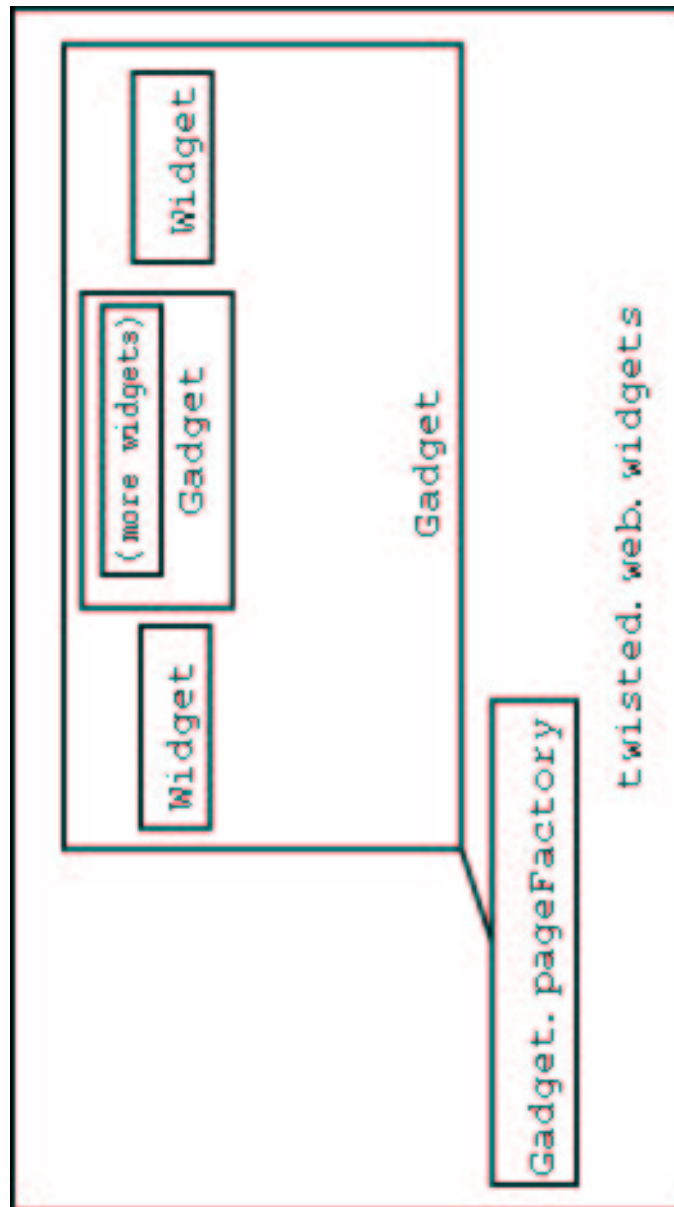 Widget
(more widgets)
Gadget
Widget
Gadget
Gadget. pageFactory
twisted. web. widgets